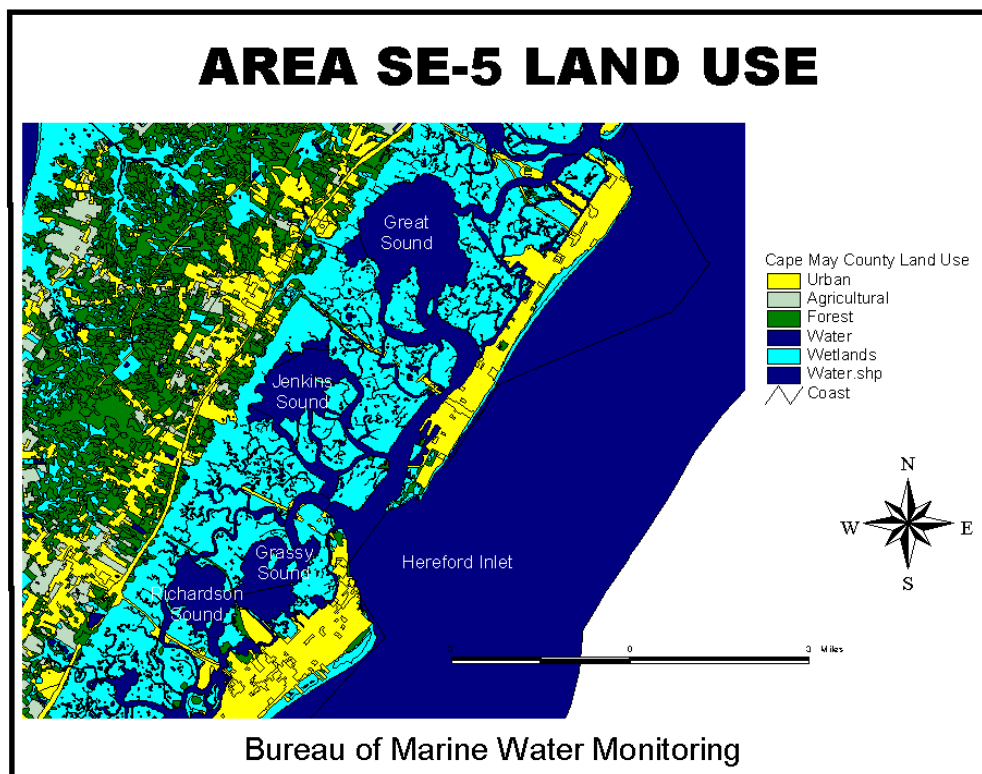 AREA SE-5 LAND USE
Great
Sound
Cape May County Land Use
Urban
Agricultural
Forest
Water
Wetlands
Water.shp
Coast
Jenkins
Sound
N
W
E
S
Grassy
Sound
Hereford Inlet
Richardson
Sound
0
3
Miles
Bureau of Marine Water Monitoring